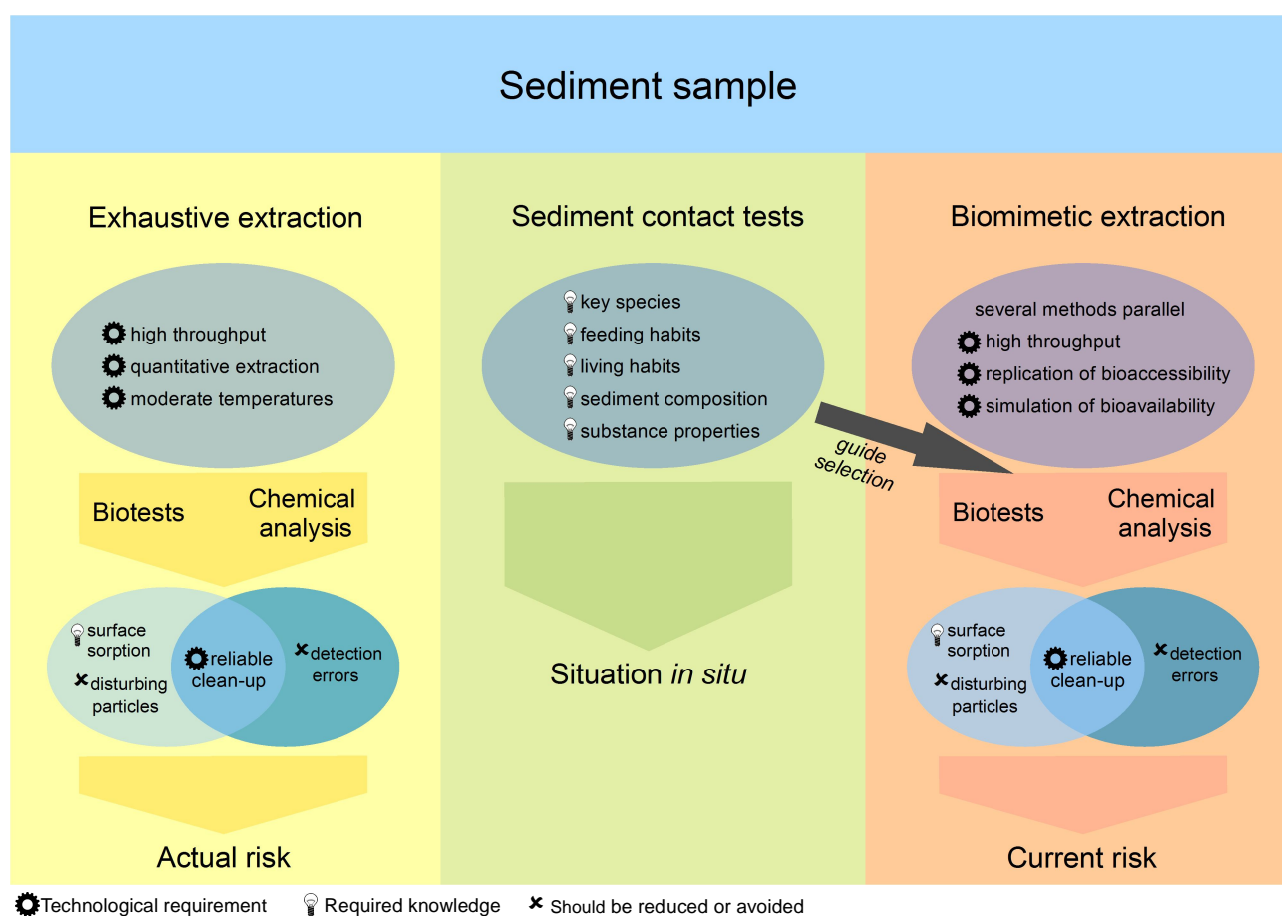 Sediment sample
Exhaustive extraction
high throughput
quantitative extraction
moderate temperatures
Biotests
Chemical
analysis
surface
sorption
disturbing
particles
reliable
clean-up
detection
errors
Actual risk
Sediment contact tests
key species
feeding habits
living habits
sediment composition
substance properties
guide
selection
Situation in situ
Biomimetic extraction
several methods parallel
high throughput
replication of bioaccessibility
simulation of bioavailability
Biotests
Chemical
analysis
surface
sorption
disturbing
particles
reliable
clean-up
detection
errors
Current risk
Technological requirement
Required knowledge
Should be reduced or avoided